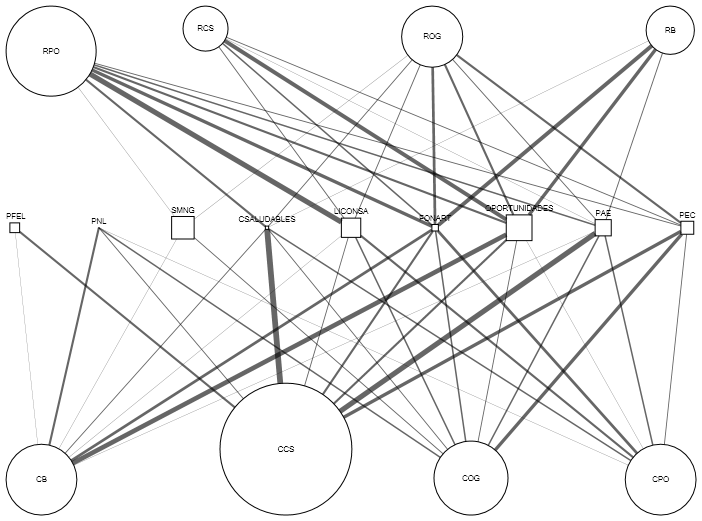 RPO
RCS
ROG
RB
PFEL
PNL
SMNG
CSALUDABLES
LICONSA
FONART
OPORTUNIDADES
PAE
PEC
CB
CCS
COG
CPO